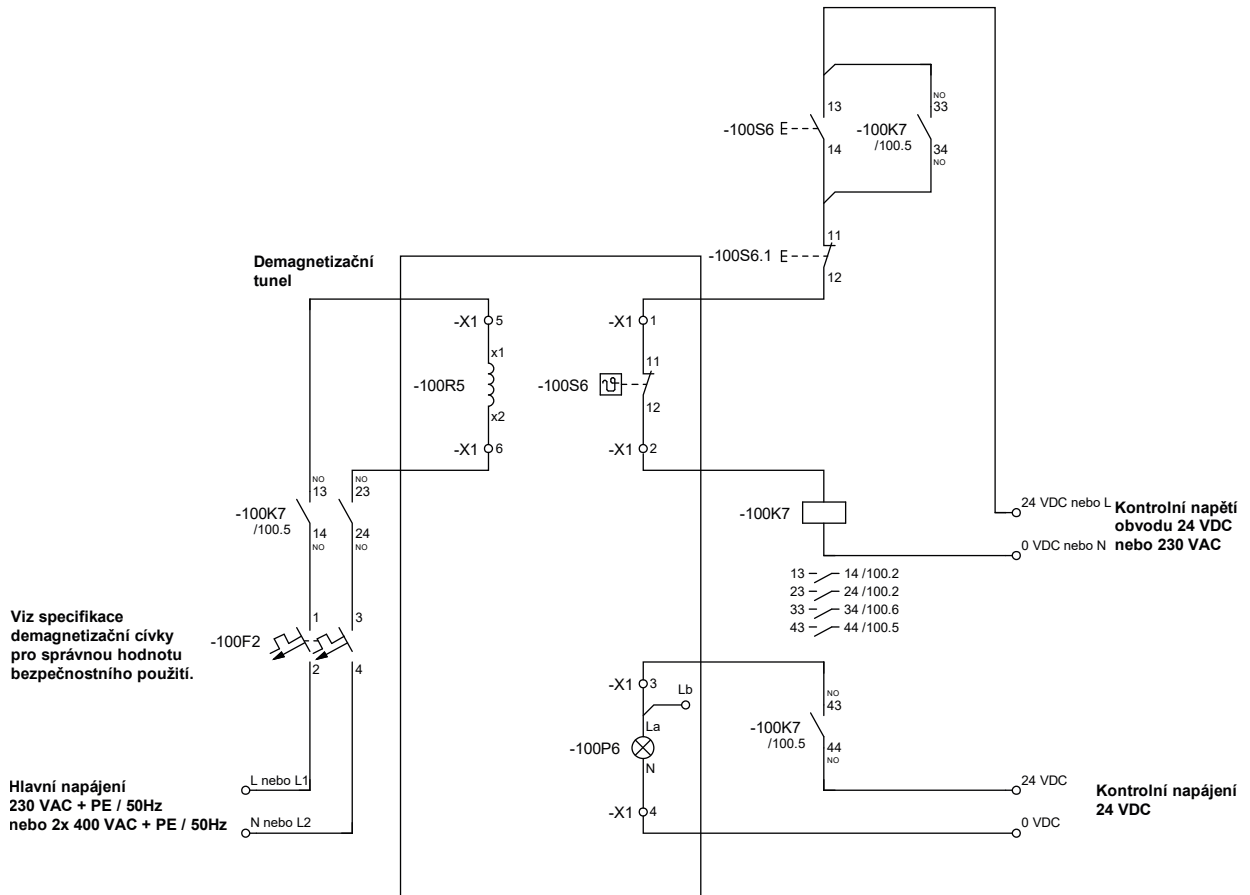 NO
13
33
-100S6 E
-100K7
/100.5
14
34
NO
11
-100S6.1 E
12
Demagnetizační
tunel
-X1 5
-X1 1
x1
11
-100R5
-100S6
12
x2
-X1 6
-X1 2
NO NO
13 23
-100K7
/100.5
14 24
NO NO
-100K7
24 VDC nebo L
0 VDC nebo N
Kontrolní napětí
obvodu 24 VDC
nebo 230 VAC
13 14 /100.2
23 24 /100.2
33 34 /100.6
43 44 /100.5
Viz specifikace
demagnetizační cívky
pro správnou hodnotu
bezpečnostního použití.
1 3
-100F2
2 4
-X1 3
Lb
La
-100P6
N
-X1 4
NO
43
-100K7
/100.5
44
NO
Hlavní napájení
230 VAC + PE / 50Hz
nebo 2x 400 VAC + PE / 50Hz
L nebo L1
N nebo L2
24 VDC
0 VDC
Kontrolní napájení
24 VDC